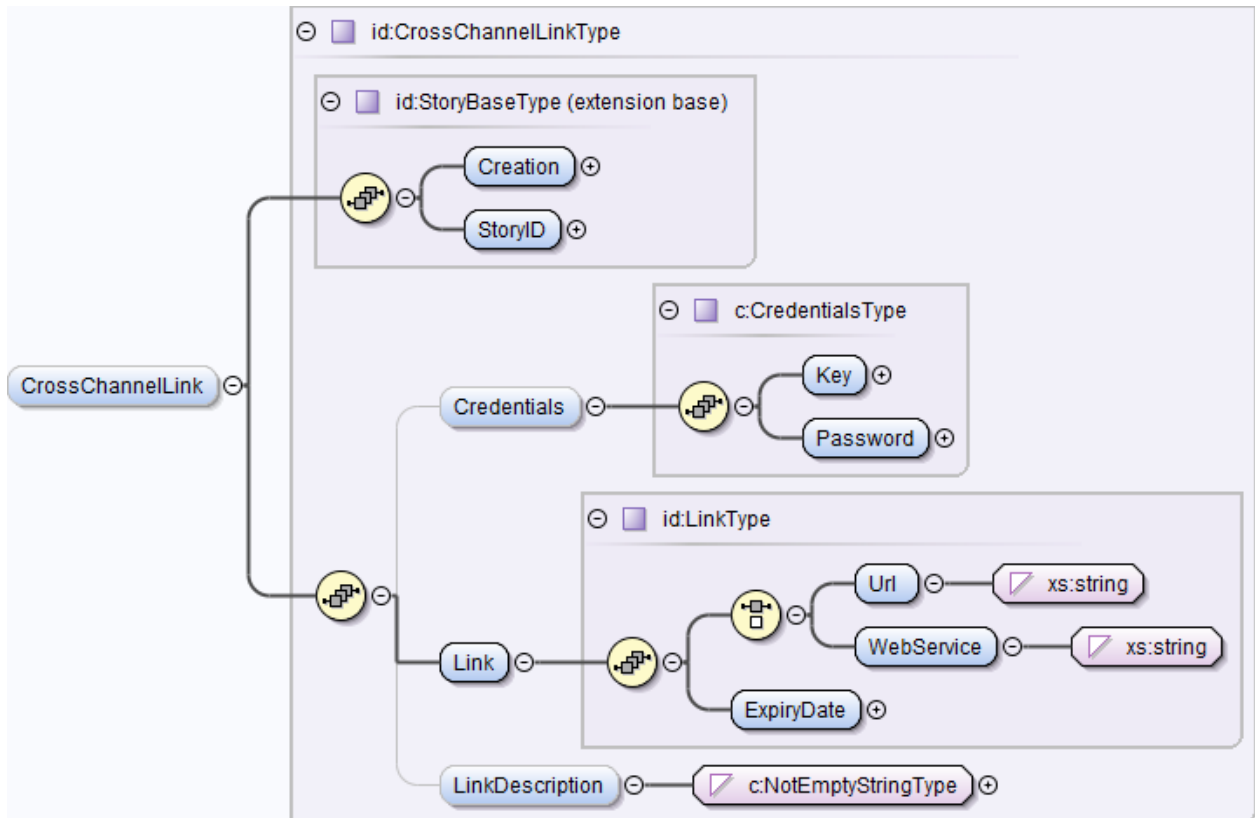 id:CrossChannelLinkType
id:StoryBaseType (extension base)
Creation
StoryID
c:CredentialsType
Key
CrossChannelLink
Credentials
Password
id:LinkType
Url
xs:string
WebService
xs:string
Link
ExpiryDate
LinkDescription
c:NotEmptyStringType